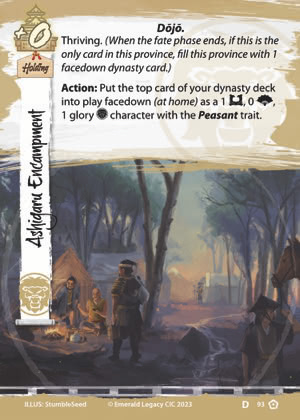 +0
Dōjō.
Thriving. (When the fate phase ends, if this is the
only card in this province, fill this province with 1
facedown dynasty card.)
Holding
Action: Put the top card of your dynasty deck
into play facedown (at home) as a 1 , 0 ,
1 glory character with the Peasant trait.
Ashigaru Encampment
ILLUS: StumbleSeed
© Emerald Legacy CIC 2023
D 93